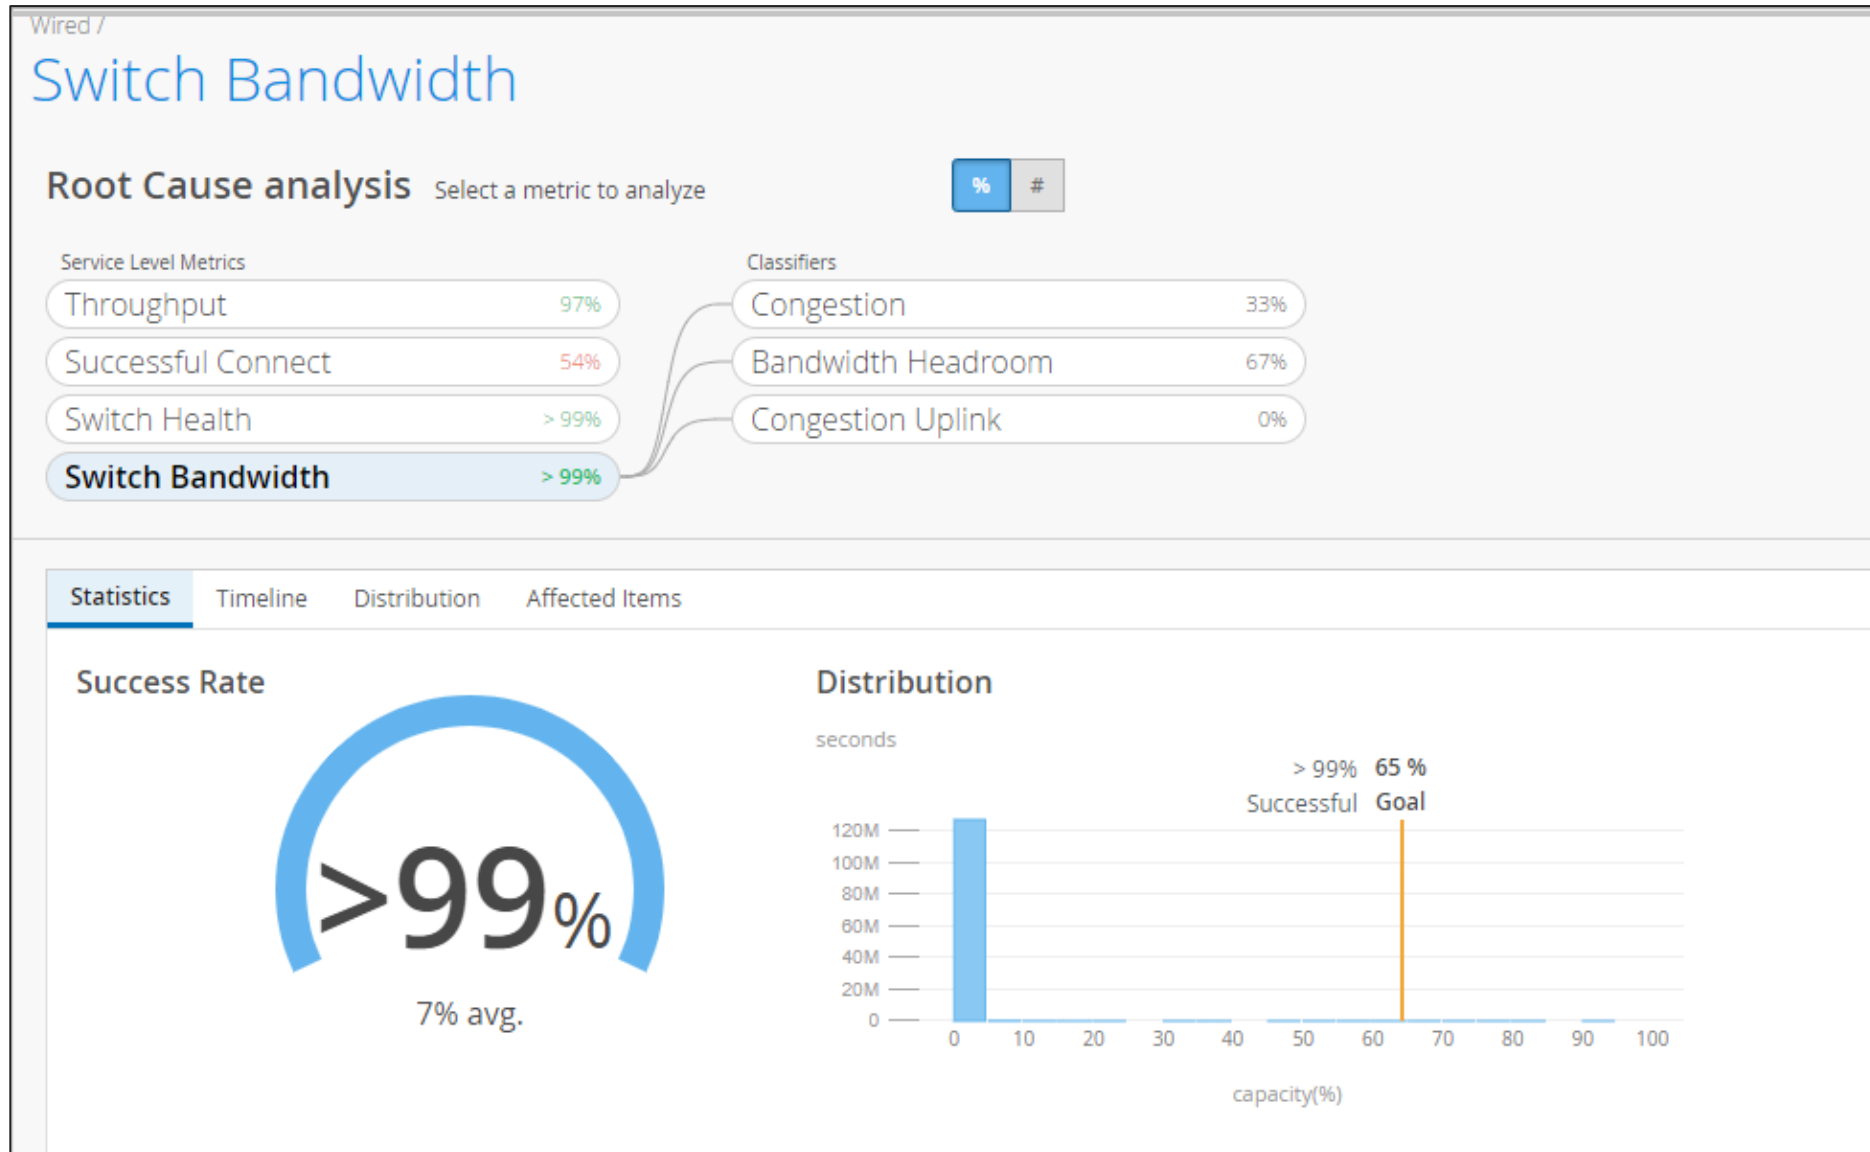 Wired /
Switch Bandwidth
Root Cause analysis Select a metric to analyze
% #
Service Level Metrics
Throughput 97%
Successful Connect 54%
Switch Health > 99%
Switch Bandwidth > 99%
Classifiers
Congestion 33%
Bandwidth Headroom 67%
Congestion Uplink 0%
Statistics Timeline Distribution Affected Items
Success Rate
>99%
7% avg.
Distribution
seconds
> 99% 65 %
Successful Goal
120M
100M
80M
60M
40M
20M
0
0 10 20 30 40 50 60 70 80 90 100
capacity(%)